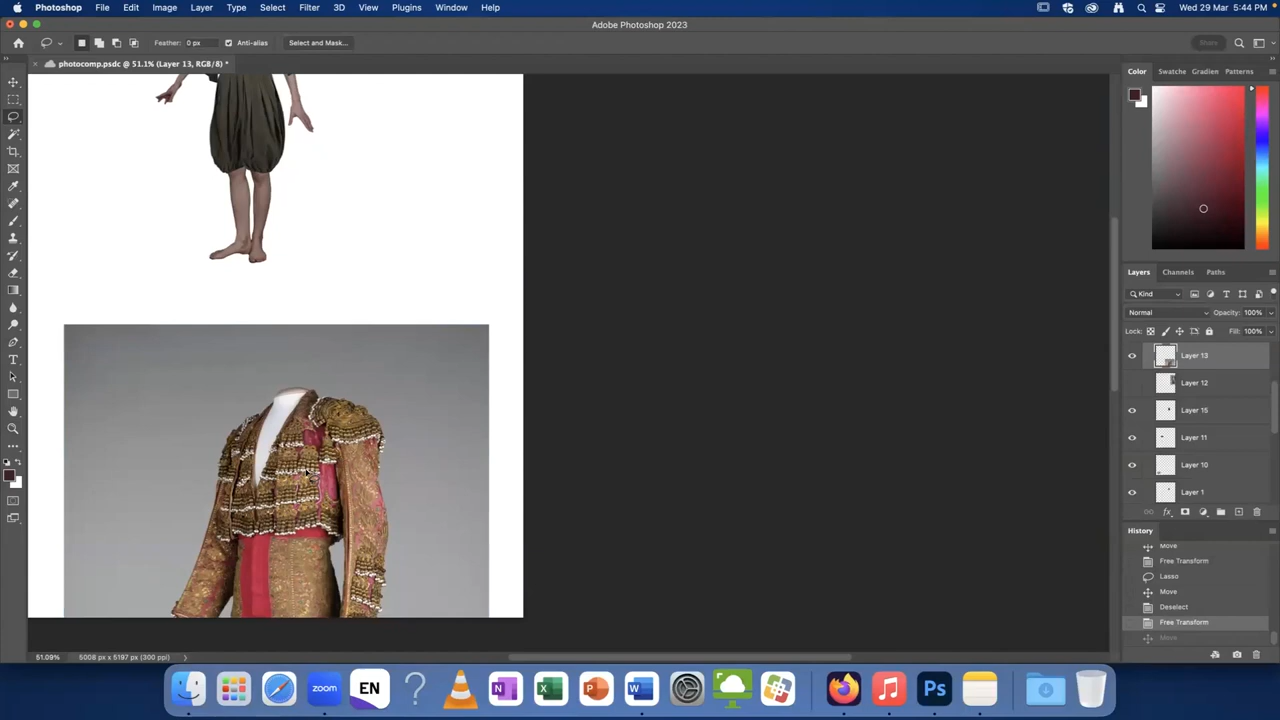 Photoshop File Edit Image Layer Type Select Filter 3D View Plugins Window Help Wed 29 Mar 5:44 PM
Adobe Photoshop 2023
Feather: 0 px Anti-alias Select and Mask... Share
× photocomp.psdc @ 51.1% (Layer 13, RGB/8) *
Color Swatche Gradien Patterns
Layers Channels Paths
Kind
Normal Opacity: 100%
Lock: Fill: 100%
Layer 13
Layer 12
Layer 15
Layer 11
Layer 10
Layer 1
fx
History
Move
Free Transform
Lasso
Move
Deselect
Free Transform
Move
51.09% 5008 px x 5197 px (300 ppi)
zoom EN N X P W Ps